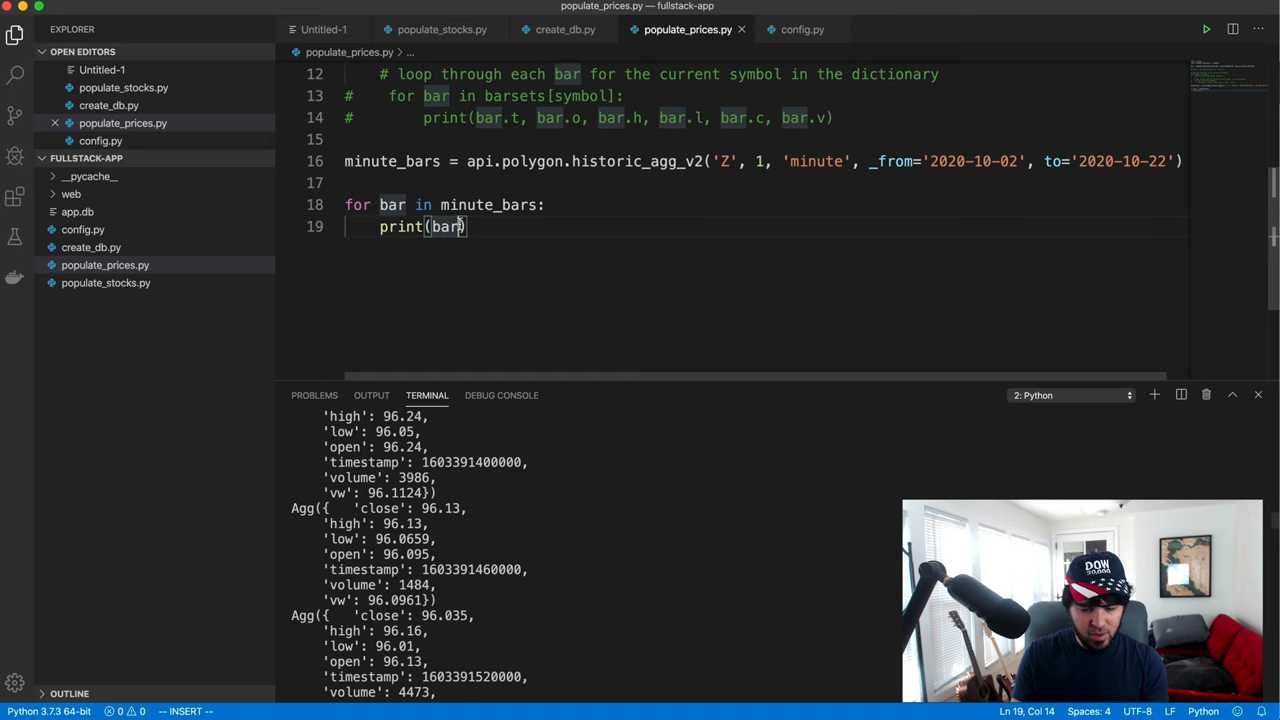 populate_prices.py — fullstack-app
EXPLORER
Untitled-1
populate_stocks.py
create_db.py
populate_prices.py
config.py
OPEN EDITORS
Untitled-1
populate_stocks.py
create_db.py
populate_prices.py
config.py
FULLSTACK-APP
__pycache__
web
app.db
config.py
create_db.py
populate_prices.py
populate_stocks.py
OUTLINE
populate_prices.py > ...
12 # loop through each bar for the current symbol in the dictionary
13 # for bar in barsets[symbol]:
14 # print(bar.t, bar.o, bar.h, bar.l, bar.c, bar.v)
15
16 minute_bars = api.polygon.historic_agg_v2('Z', 1, 'minute', _from='2020-10-02', to='2020-10-22')
17
18 for bar in minute_bars:
19 print(bar)
PROBLEMS OUTPUT TERMINAL DEBUG CONSOLE 2: Python
'high': 96.24,
'low': 96.05,
'open': 96.24,
'timestamp': 1603391400000,
'volume': 3986,
'vw': 96.1124})
Agg({ 'close': 96.13,
'high': 96.13,
'low': 96.0659,
'open': 96.095,
'timestamp': 1603391460000,
'volume': 1484,
'vw': 96.0961})
Agg({ 'close': 96.035,
'high': 96.16,
'low': 96.01,
'open': 96.13,
'timestamp': 1603391520000,
'volume': 4473,
DOW
30,000
Python 3.7.3 64-bit 0 0 -- INSERT -- Ln 19, Col 14 Spaces: 4 UTF-8 LF Python